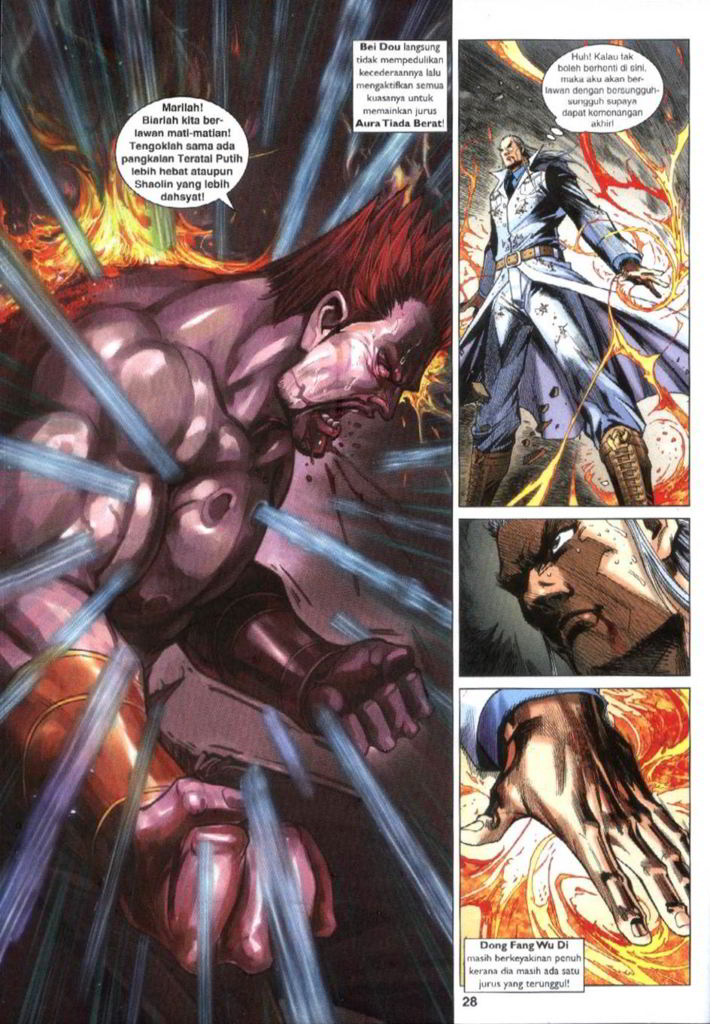 Bei Dou langsung
tidak mempedulikan
kecederaannya lalu
mengaktifkan semua
kuasanya untuk
memainkan jurus
Aura Tiada Berat!
Marilah!
Biarlah kita ber-
lawan mati-matian!
Tengoklah sama ada
pangkalan Teratai Putih
lebih hebat ataupun
Shaolin yang lebih
dahsyat!
Huh! Kalau tak
boleh berhenti di sini,
maka aku akan ber-
lawan dengan bersungguh-
sungguh supaya
dapat kemenangan
akhir!
Dong Fang Wu Di
masih berkeyakinan penuh
kerana dia masih ada satu
jurus yang terunggul!
28